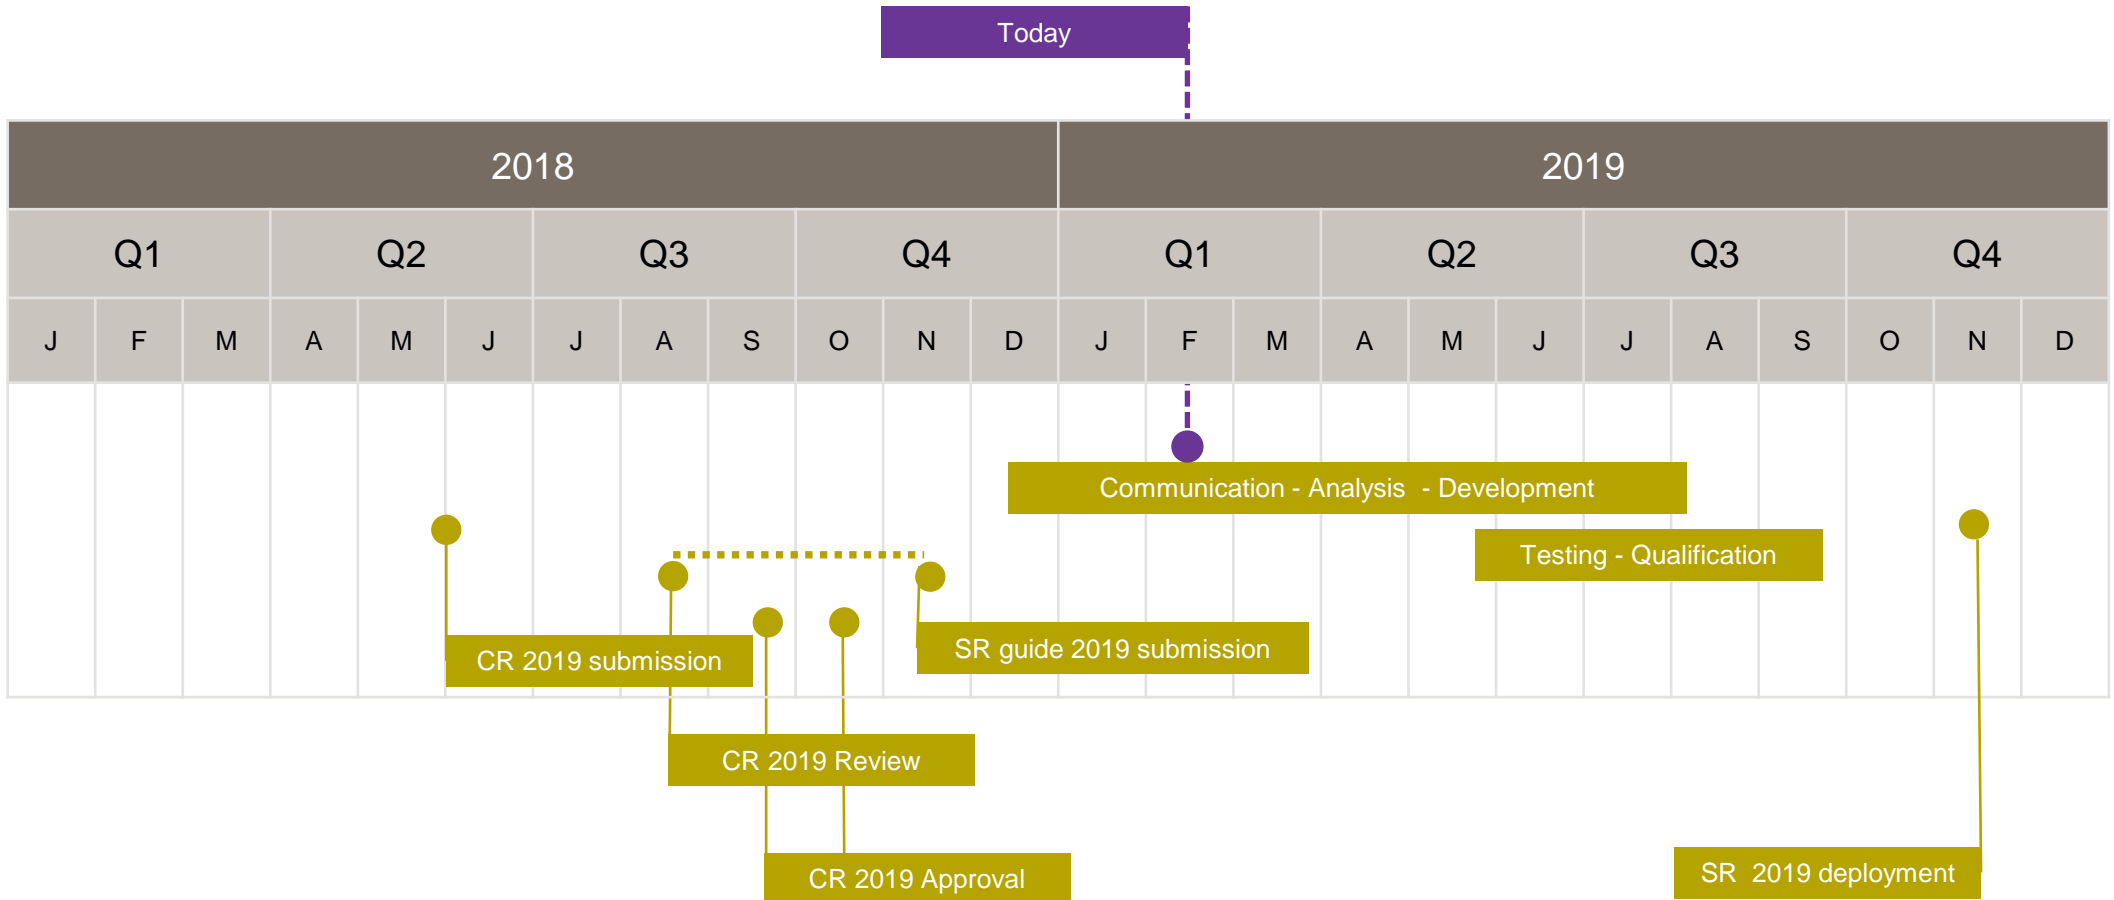 Today
2018 2019
Q1 Q2 Q3 Q4 Q1 Q2 Q3 Q4
J F M A M J J A S O N D J F M A M J J A S O N D
Communication - Analysis - Development
Testing - Qualification
SR guide 2019 submission
CR 2019 submission
CR 2019 Review
SR 2019 deployment
CR 2019 Approval